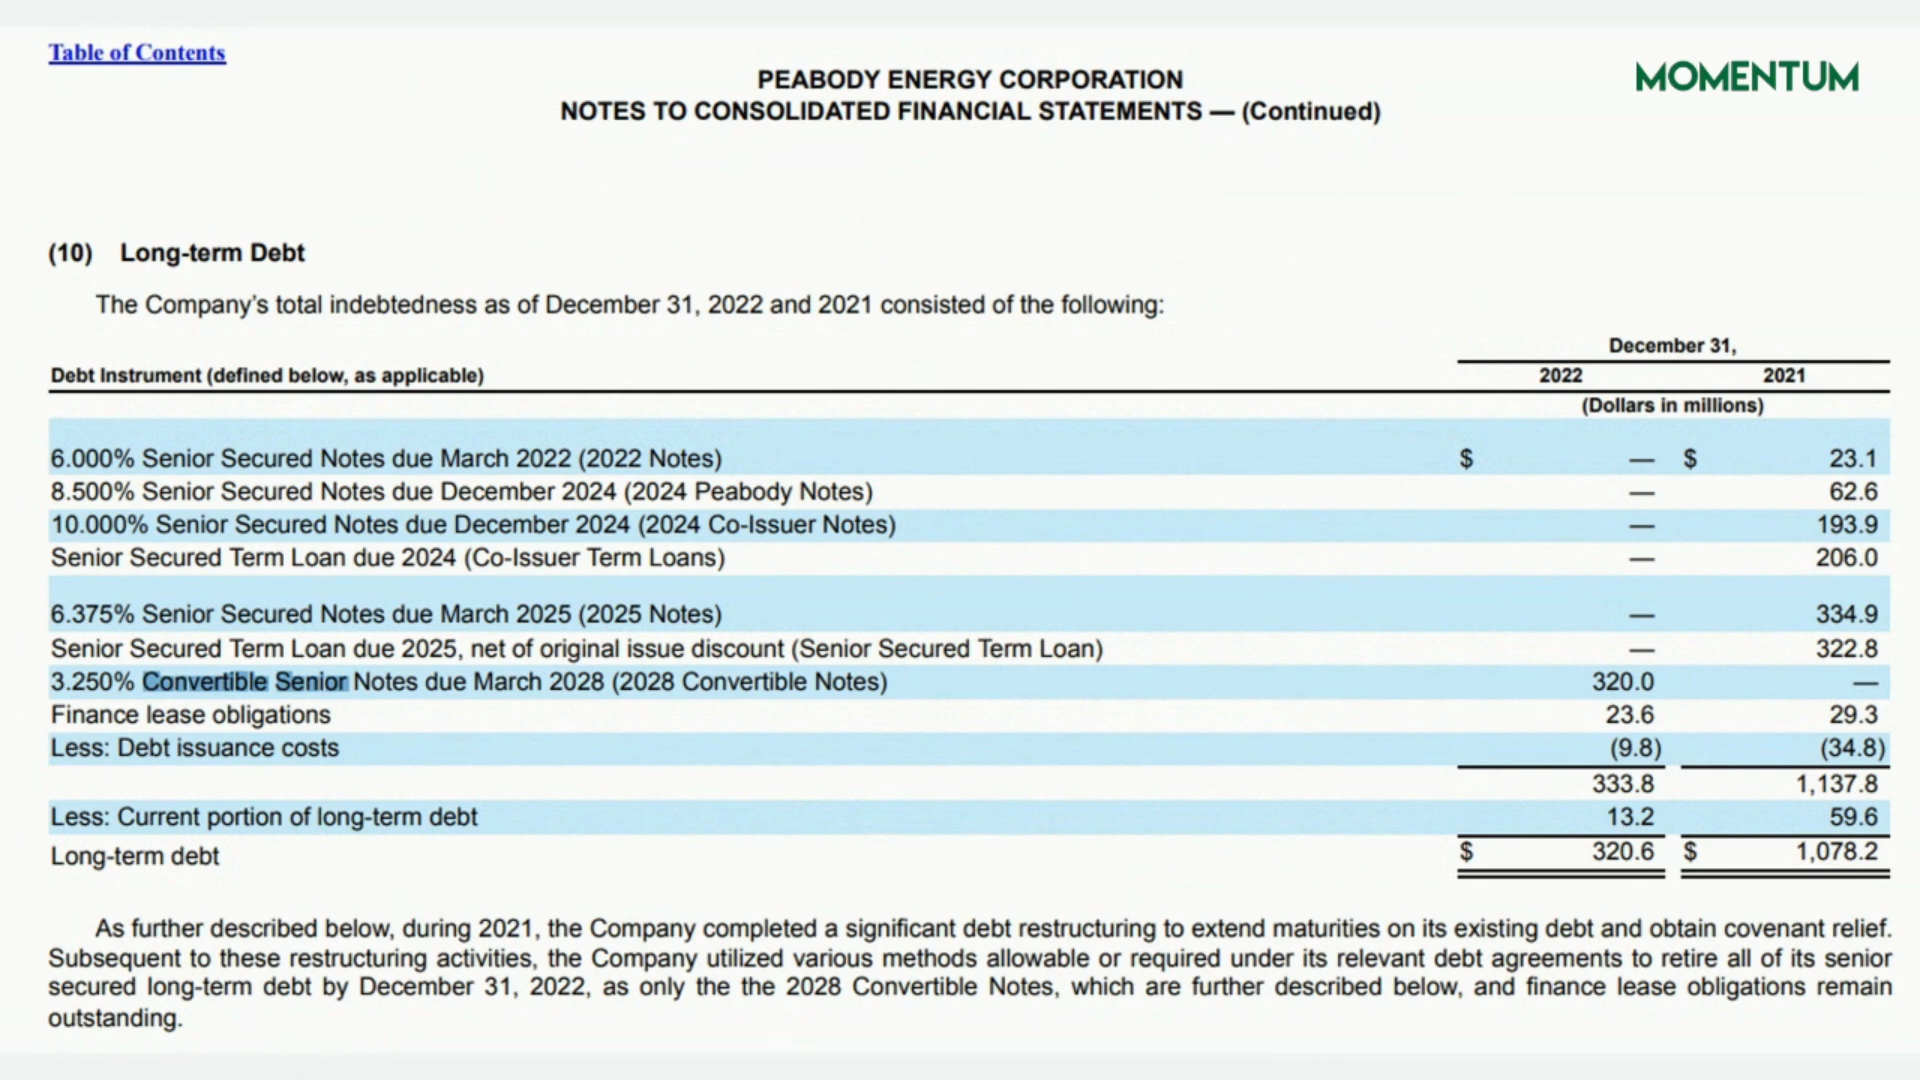 Table of Contents
MOMENTUM
PEABODY ENERGY CORPORATION
NOTES TO CONSOLIDATED FINANCIAL STATEMENTS — (Continued)
(10) Long-term Debt
The Company's total indebtedness as of December 31, 2022 and 2021 consisted of the following:
December 31,
Debt Instrument (defined below, as applicable) 2022 2021
(Dollars in millions)
6.000% Senior Secured Notes due March 2022 (2022 Notes) $ — $ 23.1
8.500% Senior Secured Notes due December 2024 (2024 Peabody Notes) — 62.6
10.000% Senior Secured Notes due December 2024 (2024 Co-Issuer Notes) — 193.9
Senior Secured Term Loan due 2024 (Co-Issuer Term Loans) — 206.0
6.375% Senior Secured Notes due March 2025 (2025 Notes) — 334.9
Senior Secured Term Loan due 2025, net of original issue discount (Senior Secured Term Loan) — 322.8
3.250% Convertible Senior Notes due March 2028 (2028 Convertible Notes) 320.0 —
Finance lease obligations 23.6 29.3
Less: Debt issuance costs (9.8) (34.8)
333.8 1,137.8
Less: Current portion of long-term debt 13.2 59.6
Long-term debt $ 320.6 $ 1,078.2
As further described below, during 2021, the Company completed a significant debt restructuring to extend maturities on its existing debt and obtain covenant relief.
Subsequent to these restructuring activities, the Company utilized various methods allowable or required under its relevant debt agreements to retire all of its senior
secured long-term debt by December 31, 2022, as only the the 2028 Convertible Notes, which are further described below, and finance lease obligations remain
outstanding.